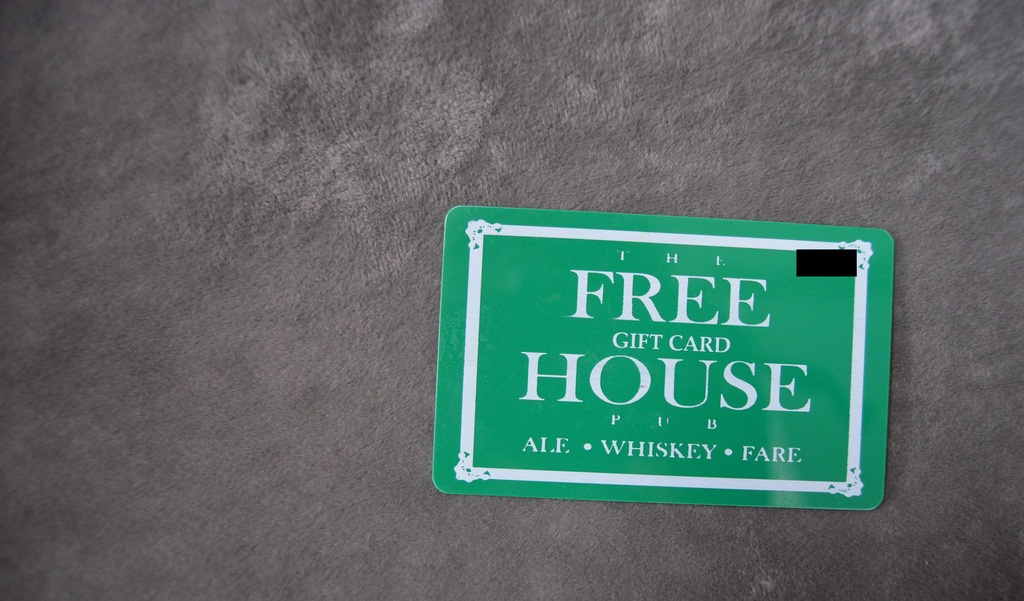 THE
FREE
GIFT CARD
HOUSE
PUB
ALE • WHISKEY • FARE